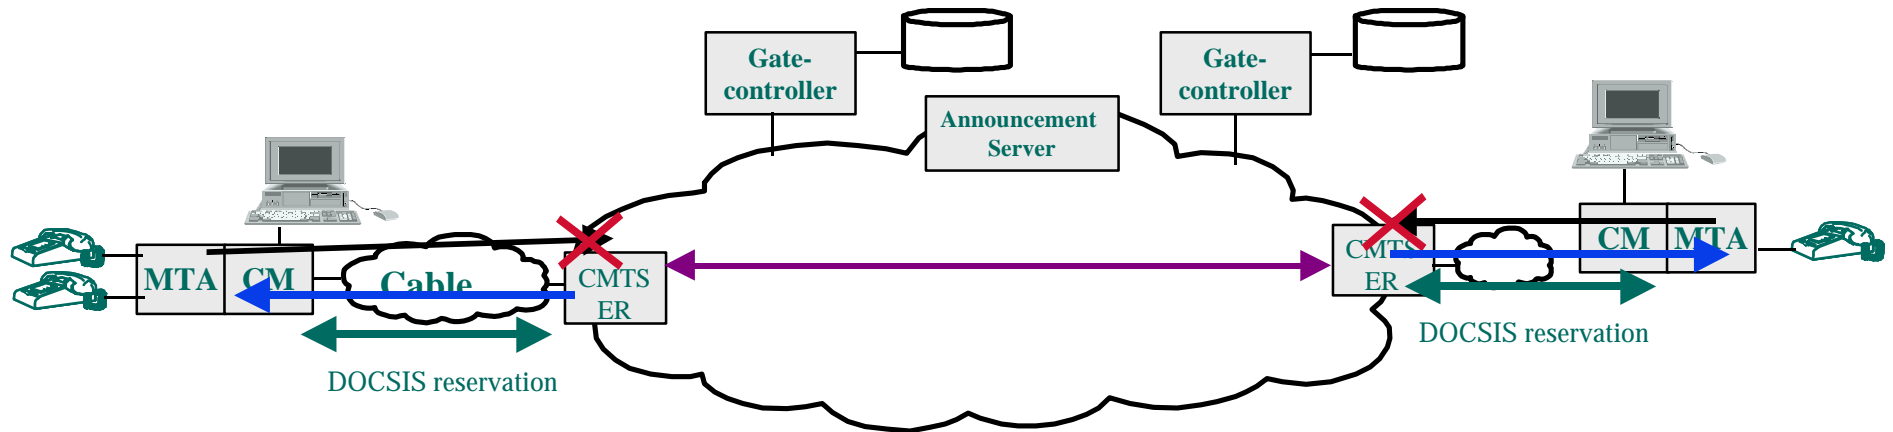 Gate-
controller
Gate-
controller
Announcement
Server
MTA
CM
Cable
CMTS
ER
CMTS
ER
CM
MTA
DOCSIS reservation
DOCSIS reservation